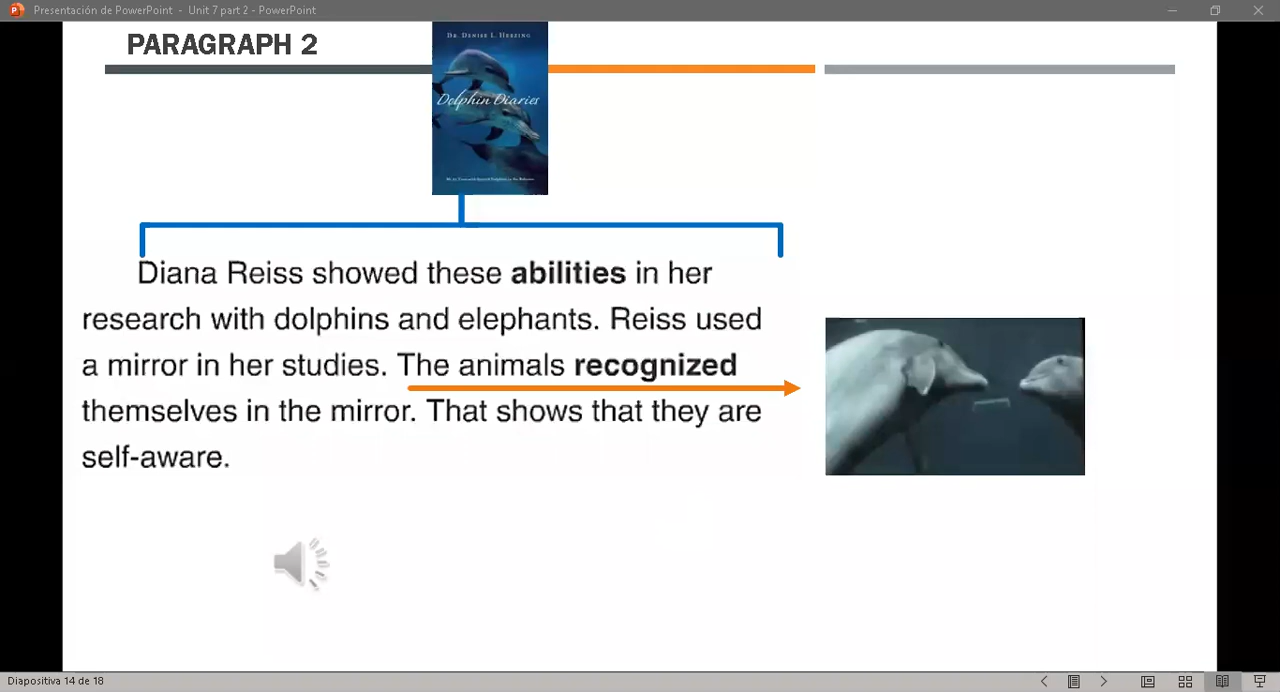 Presentación de PowerPoint - Unit 7 part 2 - PowerPoint
PARAGRAPH 2
DR. DENISE L. HERZING
Dolphin Diaries
Diana Reiss showed these abilities in her
research with dolphins and elephants. Reiss used
a mirror in her studies. The animals recognized
themselves in the mirror. That shows that they are
self-aware.
Diapositiva 14 de 18